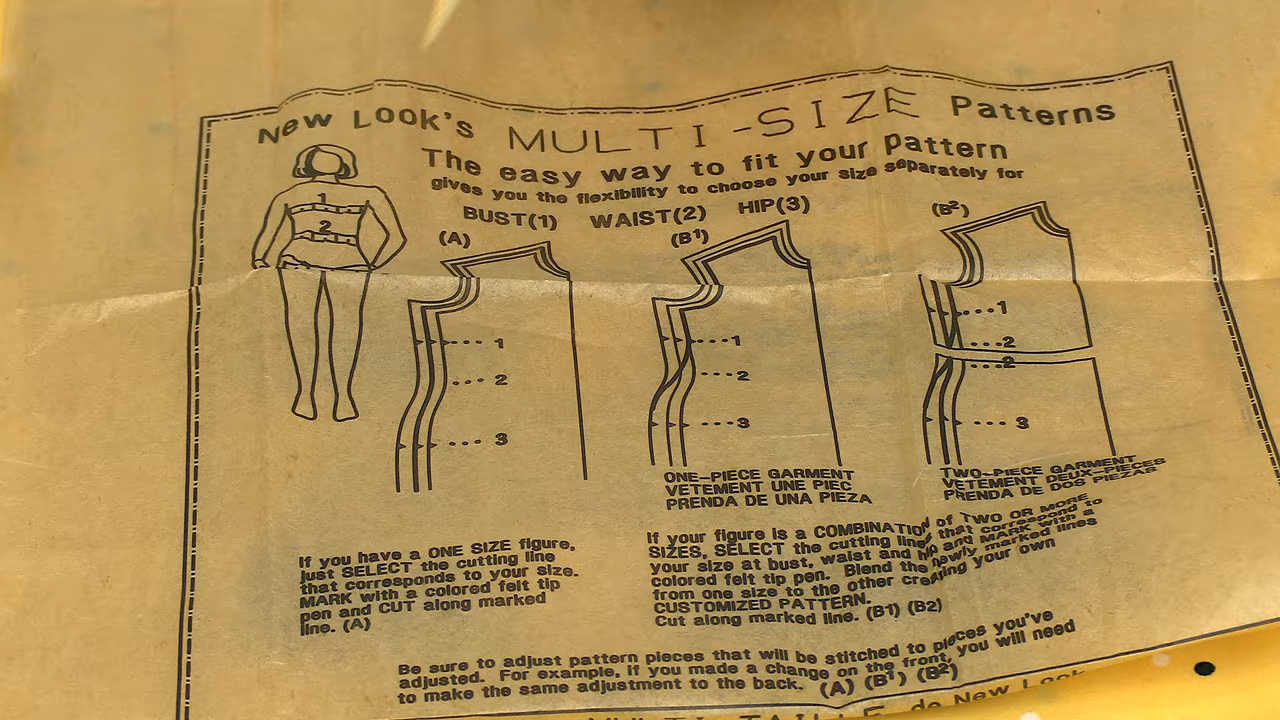 New Look's MULTI-SIZE Patterns
The easy way to fit your pattern
gives you the flexibility to choose your size separately for
BUST(1) WAIST(2) HIP(3)
1
2
(A)
1
2
3
(B¹)
1
2
3
ONE-PIECE GARMENT
VETEMENT UNE PIEC
PRENDA DE UNA PIEZA
(B²)
1
2
2
3
TWO-PIECE GARMENT
VETEMENT DEUX-PIECES
PRENDA DE DOS PIEZAS
If you have a ONE SIZE figure,
just SELECT the cutting line
that corresponds to your size.
MARK with a colored felt tip
pen and CUT along marked
line. (A)
If your figure is a COMBINATION of TWO OR MORE
SIZES, SELECT the cutting line that correspond to
your size at bust, waist and hip and MARK with a
colored felt tip pen. Blend the newly marked lines
from one size to the other creating your own
CUSTOMIZED PATTERN.
Cut along marked line. (B1) (B2)
Be sure to adjust pattern pieces that will be stitched to pieces you've
adjusted. For example, if you made a change on the front, you will need
to make the same adjustment to the back. (A) (B¹) (B²)
MULTI-TAILLE de New Look